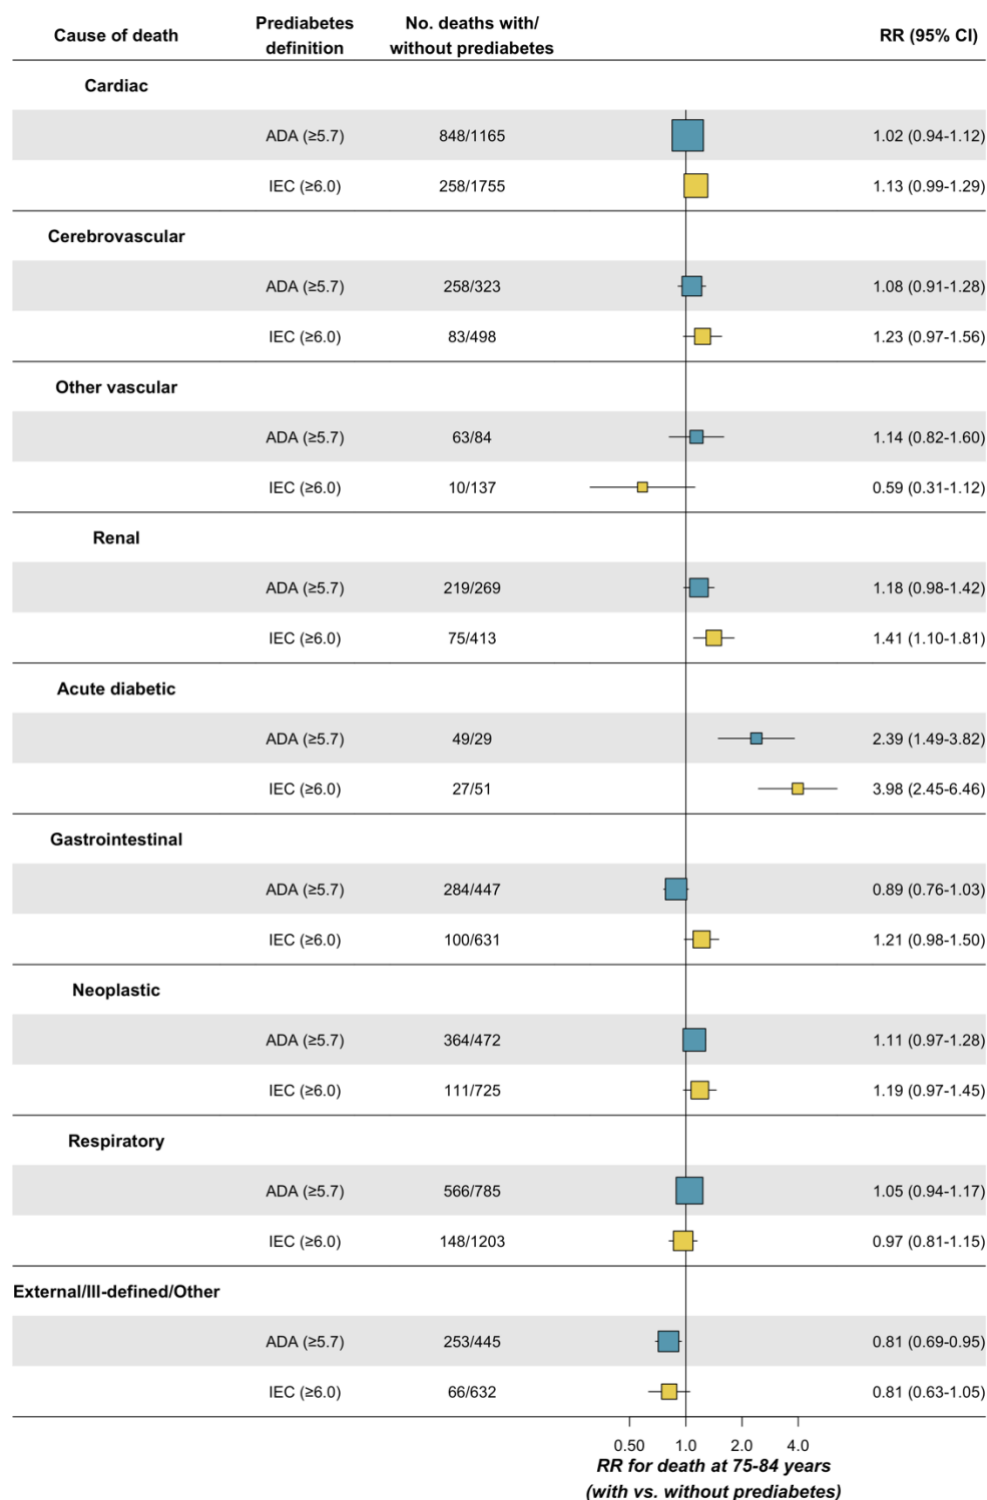 Cause of death Prediabetes definition No. deaths with/ without prediabetes RR (95% CI)
Cardiac
ADA (≥5.7) 848/1165 1.02 (0.94-1.12)
IEC (≥6.0) 258/1755 1.13 (0.99-1.29)
Cerebrovascular
ADA (≥5.7) 258/323 1.08 (0.91-1.28)
IEC (≥6.0) 83/498 1.23 (0.97-1.56)
Other vascular
ADA (≥5.7) 63/84 1.14 (0.82-1.60)
IEC (≥6.0) 10/137 0.59 (0.31-1.12)
Renal
ADA (≥5.7) 219/269 1.18 (0.98-1.42)
IEC (≥6.0) 75/413 1.41 (1.10-1.81)
Acute diabetic
ADA (≥5.7) 49/29 2.39 (1.49-3.82)
IEC (≥6.0) 27/51 3.98 (2.45-6.46)
Gastrointestinal
ADA (≥5.7) 284/447 0.89 (0.76-1.03)
IEC (≥6.0) 100/631 1.21 (0.98-1.50)
Neoplastic
ADA (≥5.7) 364/472 1.11 (0.97-1.28)
IEC (≥6.0) 111/725 1.19 (0.97-1.45)
Respiratory
ADA (≥5.7) 566/785 1.05 (0.94-1.17)
IEC (≥6.0) 148/1203 0.97 (0.81-1.15)
External/Ill-defined/Other
ADA (≥5.7) 253/445 0.81 (0.69-0.95)
IEC (≥6.0) 66/632 0.81 (0.63-1.05)
0.50 1.0 2.0 4.0
RR for death at 75-84 years
(with vs. without prediabetes)